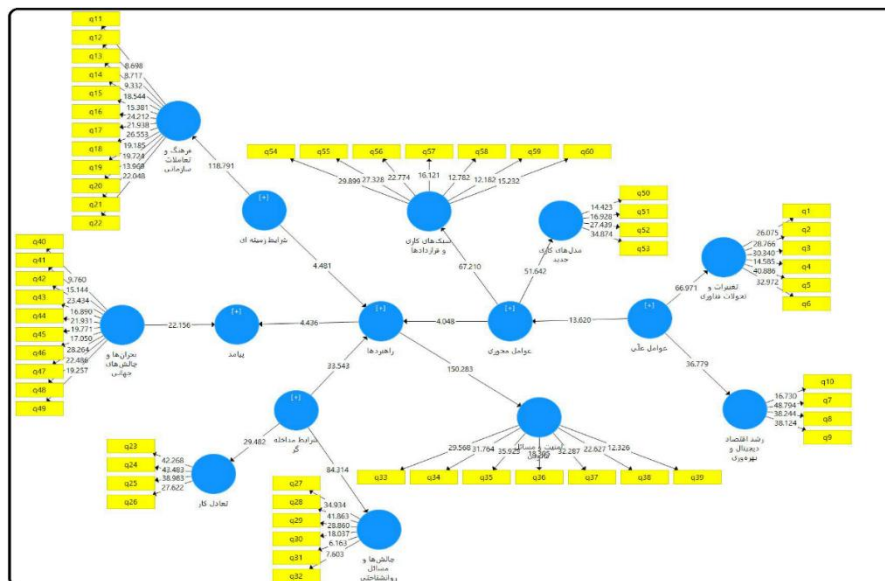 q11
q12
q13
q14
q15
q16
q17
q18
q19
q20
q21
q22
8.698
8.717
9.332
18.544
15.381
24.212
21.938
26.553
19.185
19.724
13.969
22.048
فرهنگ و
تعاملات
سازمانی
118.791
[+]
شرایط زمینه ای
4.481
q54
q55
q56
q57
q58
q59
q60
29.899
27.328
22.774
16.121
12.782
12.182
15.232
سبک‌های کاری
و قراردادها
67.210
[+]
مدل‌های کاری
جدید
14.423
16.928
27.439
34.874
q50
q51
q52
q53
51.642
q1
q2
q3
q4
q5
q6
26.075
28.766
30.340
14.585
40.886
32.972
تغییرات و
تحولات فناوری
66.971
q40
q41
q42
q43
q44
q45
q46
q47
q48
q49
9.760
15.144
23.434
16.890
21.931
19.771
17.050
28.264
22.486
19.257
بحران‌ها و
چالش‌های
جهانی
22.156
[+]
پیامد
4.436
[+]
راهبردها
4.048
[+]
عوامل محوری
13.620
[+]
عوامل علّی
36.779
q10
q7
q8
q9
16.730
48.794
38.244
38.124
رشد اقتصاد
دیجیتال و
بهره‌وری
33.543
150.283
[+]
شرایط مداخله
گر
29.482
84.314
q23
q24
q25
q26
42.268
43.483
38.983
27.622
تعادل کار
امنیت و مسائل
29.568
31.764
35.925
32.287
22.627
12.326
q33
q34
q35
q36
q37
q38
q39
q27
q28
q29
q30
q31
q32
34.934
41.863
28.860
18.037
6.163
7.603
چالش‌ها و
مسائل
روانشناختی